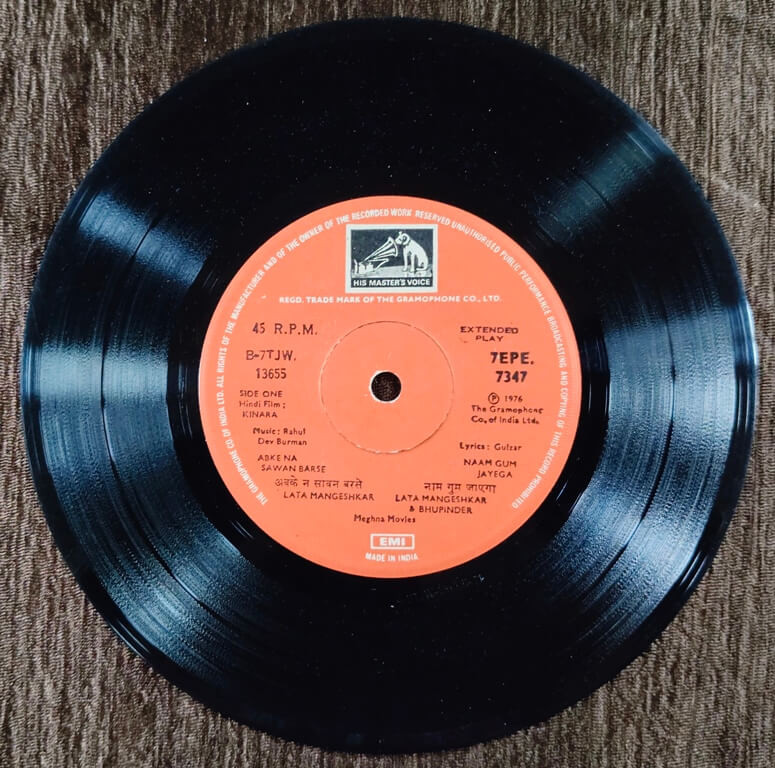 THE GRAMOPHONE CO. OF INDIA LTD. ALL RIGHTS OF THE MANUFACTURER AND OF THE OWNER OF THE RECORDED WORK RESERVED UNAUTHORISED PUBLIC PERFORMANCE BROADCASTING AND COPYING OF THIS RECORD PROHIBITED
HIS MASTER'S VOICE
REGD. TRADE MARK OF THE GRAMOPHONE CO., LTD.
45 R.P.M.
EXTENDED
PLAY
B-7TJW.
13655
7EPE.
7347
SIDE ONE
Hindi Film;
KINARA
Ⓟ 1976
The Gramophone
Co., of India Ltd.
Music: Rahul
Dev Burman
Lyrics: Gulzar
ABKE NA
SAWAN BARSE
अबके न सावन बरसे
LATA MANGESHKAR
NAAM GUM
JAYEGA
नाम गुम जाएगा
LATA MANGESHKAR
& BHUPINDER
Meghna Movies
EMI
MADE IN INDIA